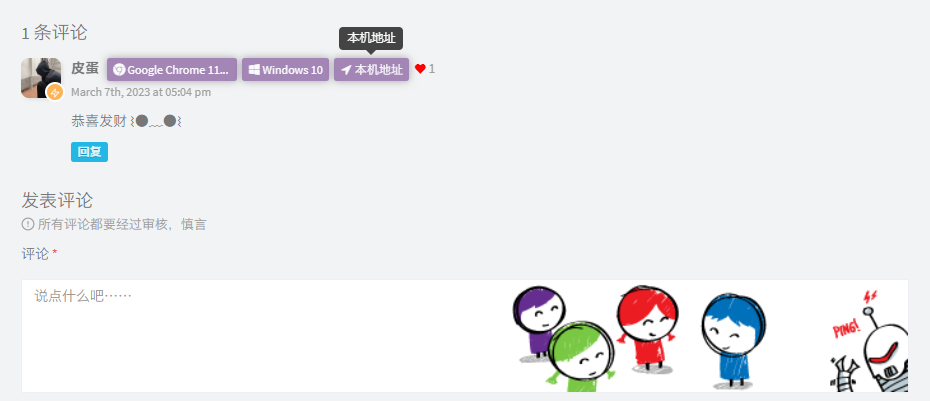 1 条评论
本机地址
皮蛋 Google Chrome 11... Windows 10 本机地址 1
March 7th, 2023 at 05:04 pm
恭喜发财 ⌇●﹏●⌇
回复
发表评论
所有评论都要经过审核，慎言
评论 *
说点什么吧……
PING!